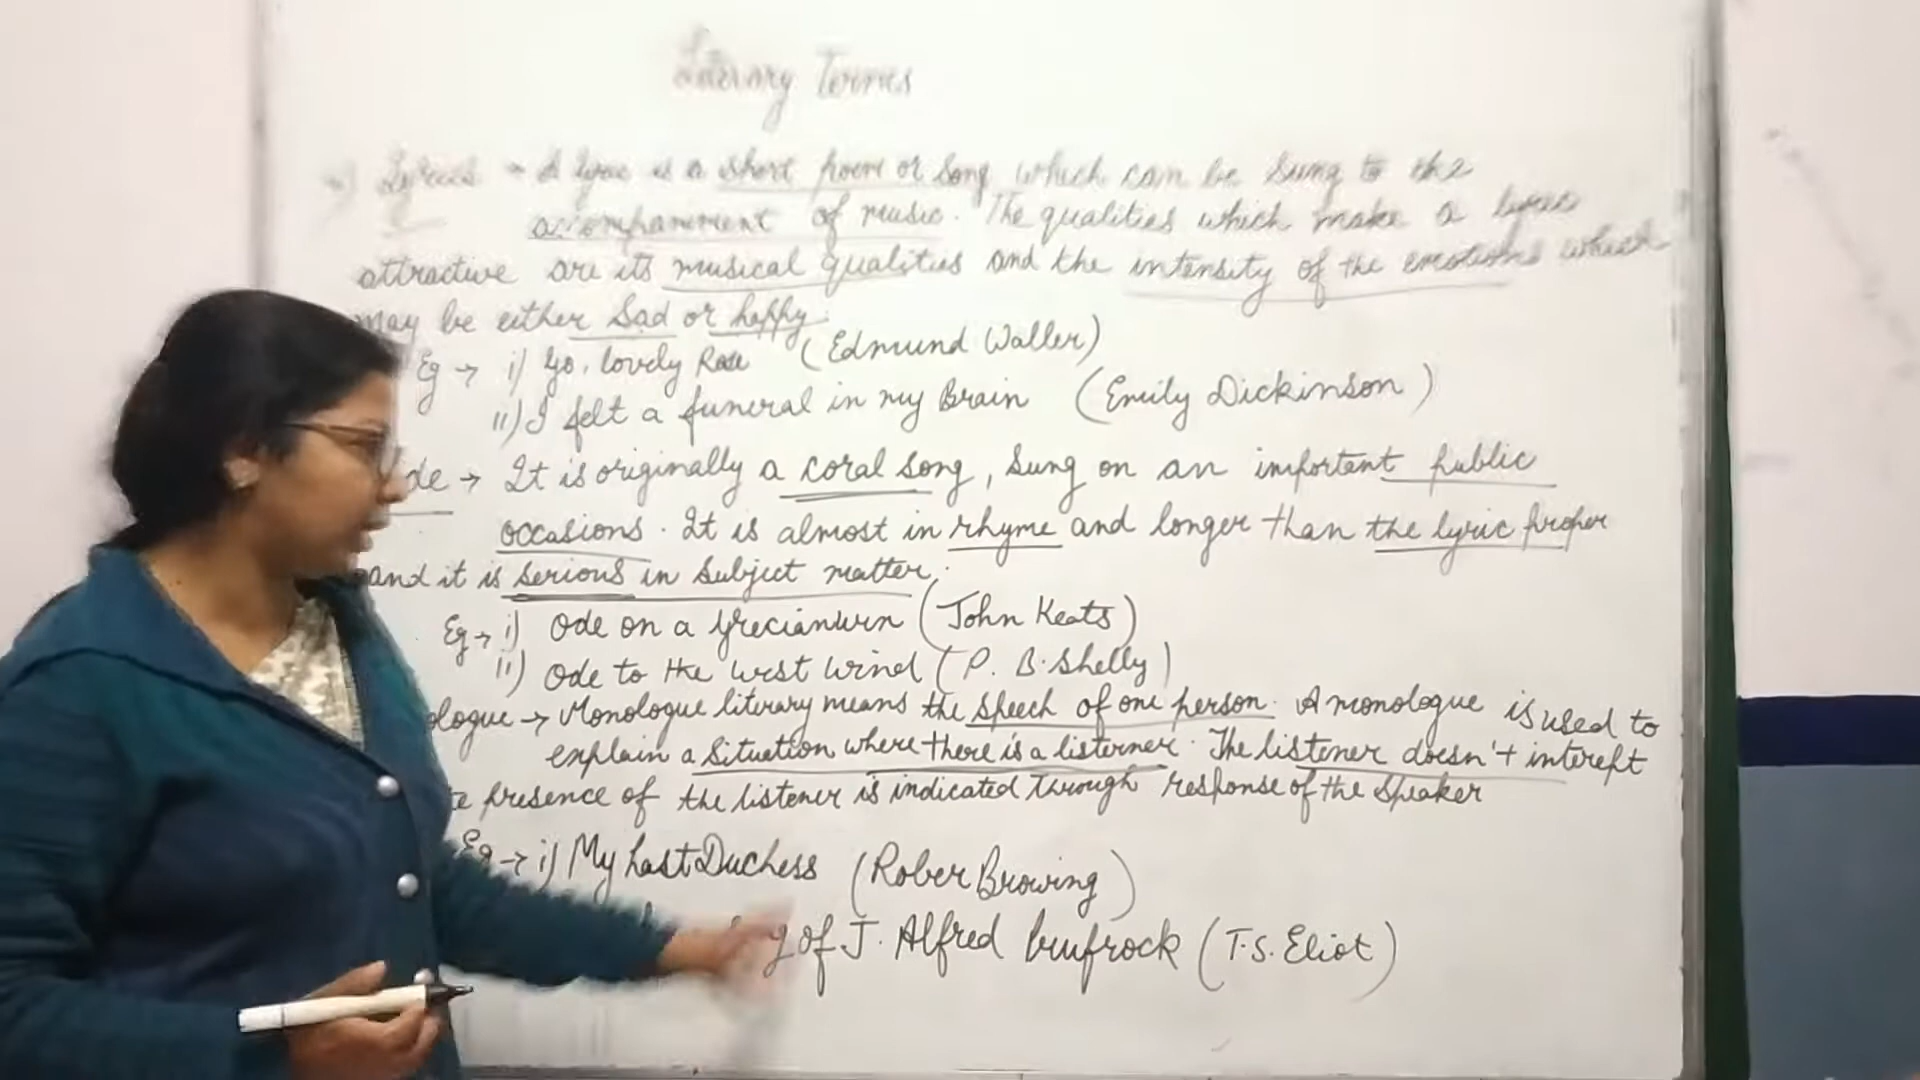 Literary Terms
Lyrics → A lyric is a short poem or song which can be sung to the
accompaniment of music. The qualities which make a lyric
attractive are its musical qualities and the intensity of the emotions which
may be either sad or happy.
Eg → i) Go, lovely Rose (Edmund Waller)
ii) I felt a funeral in my Brain (Emily Dickinson)
de → It is originally a coral song, sung on an important public
occasions. It is almost in rhyme and longer than the lyric proper
and it is serious in subject matter.
Eg → i) Ode on a Grecianurn (John Keats)
ii) Ode to the West Wind (P. B. Shelly)
ologue → Monologue literary means the speech of one person. A monologue is used to
explain a situation where there is a listerner. The listener doesn't interept
e presence of the listener is indicated through response of the speaker
Eg → i) My Last Duchess (Rober Browing)
g of J. Alfred Prufrock (T.S. Eliot)